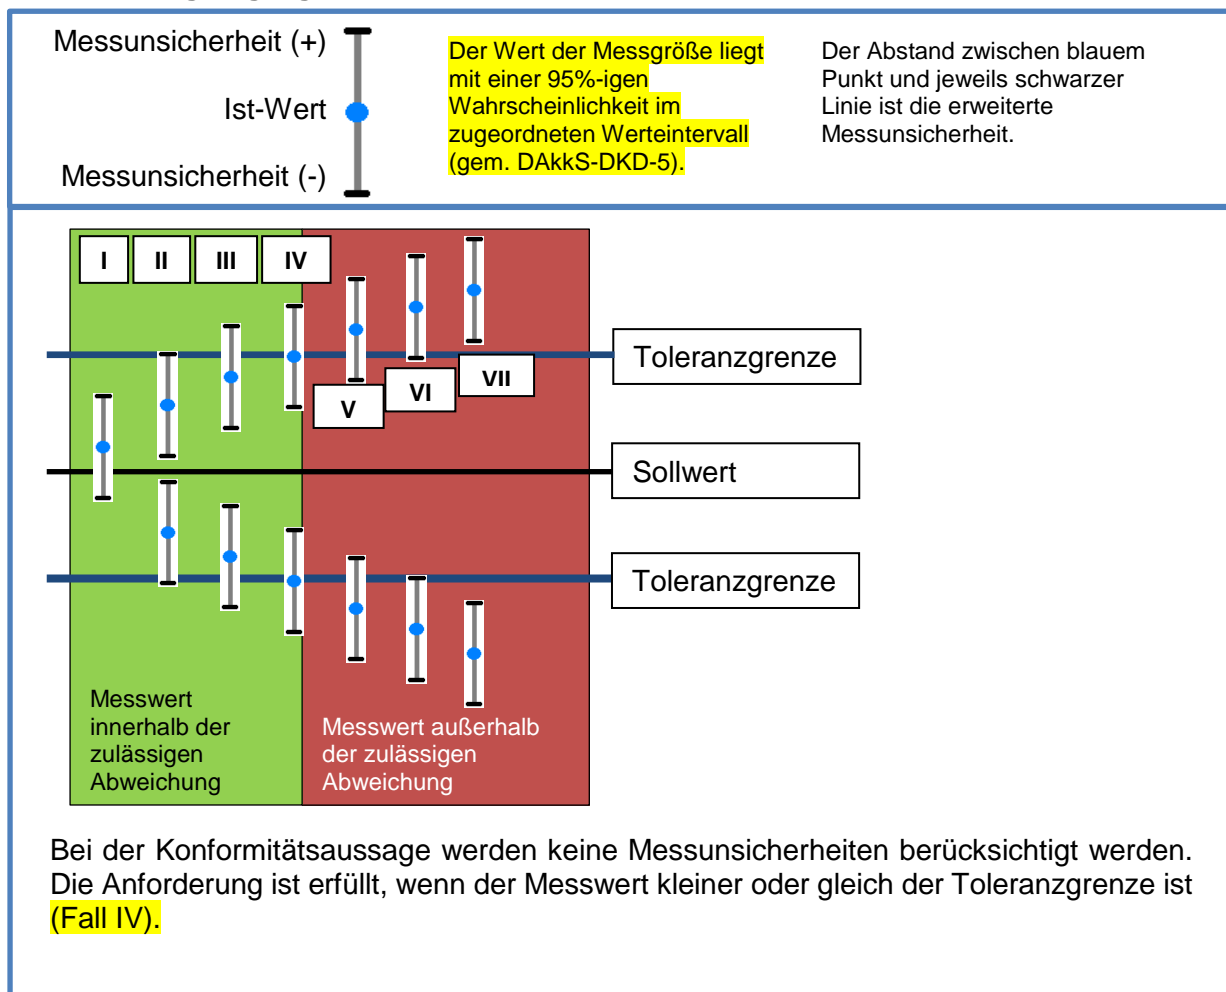 Messunsicherheit (+)
Ist-Wert
Messunsicherheit (-)
Der Wert der Messgröße liegt
mit einer 95%-igen
Wahrscheinlichkeit im
zugeordneten Werteintervall
(gem. DAkkS-DKD-5).
Der Abstand zwischen blauem
Punkt und jeweils schwarzer
Linie ist die erweiterte
Messunsicherheit.
I
II
III
IV
V
VI
VII
Toleranzgrenze
Sollwert
Toleranzgrenze
Messwert
innerhalb der
zulässigen
Abweichung
Messwert außerhalb
der zulässigen
Abweichung
Bei der Konformitätsaussage werden keine Messunsicherheiten berücksichtigt werden.
Die Anforderung ist erfüllt, wenn der Messwert kleiner oder gleich der Toleranzgrenze ist
(Fall IV).